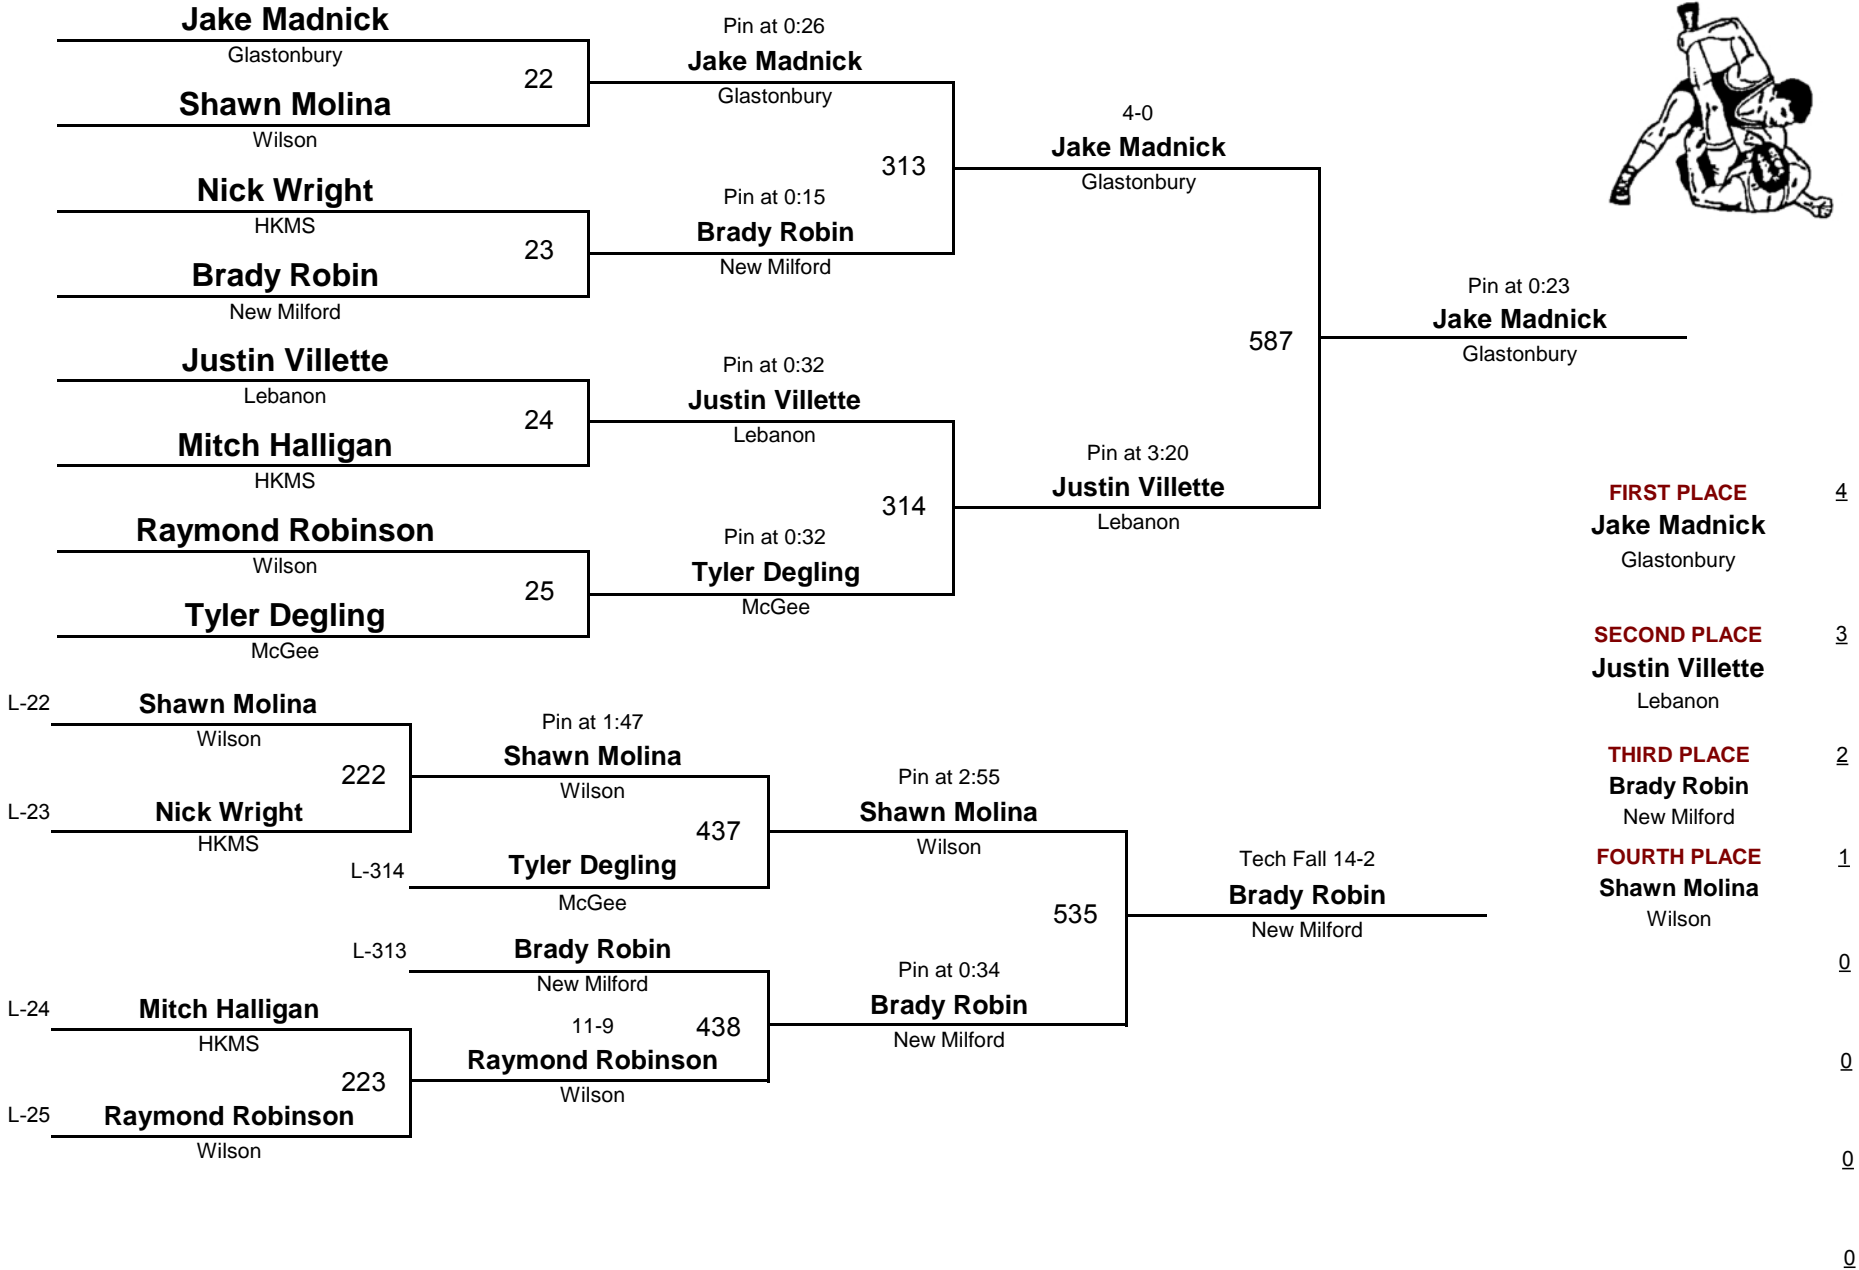 Jake Madnick
Glastonbury
22
Shawn Molina
Wilson
Nick Wright
HKMS
23
Brady Robin
New Milford
Justin Villette
Lebanon
24
Mitch Halligan
HKMS
Raymond Robinson
Wilson
25
Tyler Degling
McGee
Pin at 0:26
Jake Madnick
Glastonbury
313
Pin at 0:15
Brady Robin
New Milford
Pin at 0:32
Justin Villette
Lebanon
314
Pin at 0:32
Tyler Degling
McGee
4-0
Jake Madnick
Glastonbury
587
Pin at 3:20
Justin Villette
Lebanon
Pin at 0:23
Jake Madnick
Glastonbury
L-22 Shawn Molina
Wilson
222
L-23 Nick Wright
HKMS
L-24 Mitch Halligan
HKMS
223
L-25 Raymond Robinson
Wilson
Pin at 1:47
Shawn Molina
Wilson
437
L-314 Tyler Degling
McGee
L-313 Brady Robin
New Milford
11-9 438
Raymond Robinson
Wilson
Pin at 2:55
Shawn Molina
Wilson
535
Pin at 0:34
Brady Robin
New Milford
Tech Fall 14-2
Brady Robin
New Milford
FIRST PLACE 4
Jake Madnick
Glastonbury
SECOND PLACE 3
Justin Villette
Lebanon
THIRD PLACE 2
Brady Robin
New Milford
FOURTH PLACE 1
Shawn Molina
Wilson
0
0
0
0